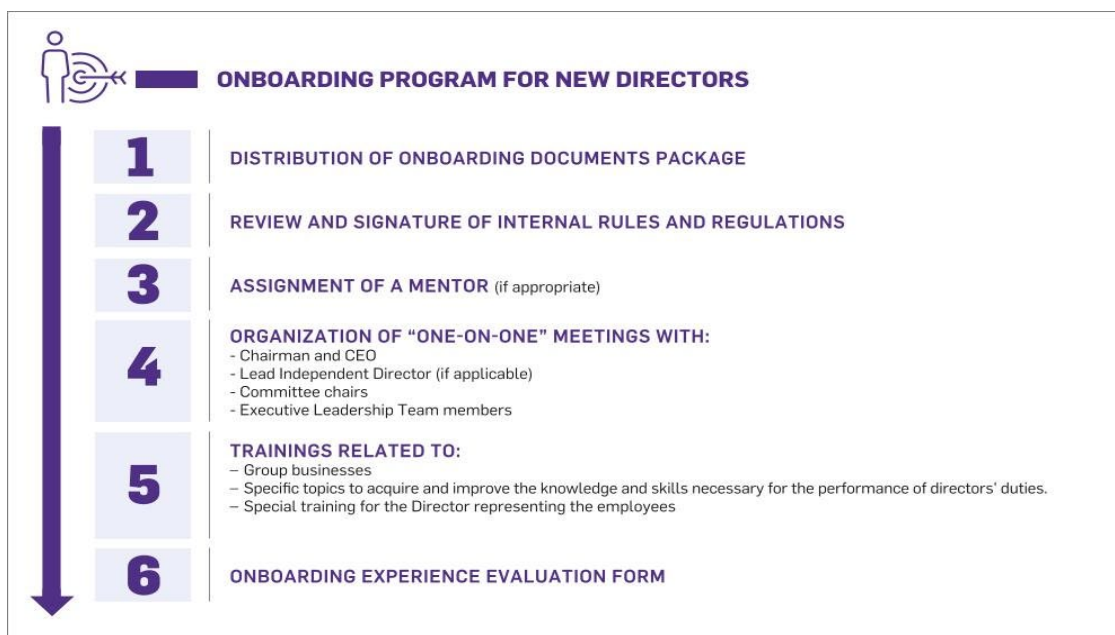 ONBOARDING PROGRAM FOR NEW DIRECTORS
1
DISTRIBUTION OF ONBOARDING DOCUMENTS PACKAGE
2
REVIEW AND SIGNATURE OF INTERNAL RULES AND REGULATIONS
3
ASSIGNMENT OF A MENTOR (if appropriate)
4
ORGANIZATION OF “ONE-ON-ONE” MEETINGS WITH:
- Chairman and CEO
- Lead Independent Director (if applicable)
- Committee chairs
- Executive Leadership Team members
5
TRAININGS RELATED TO:
– Group businesses
– Specific topics to acquire and improve the knowledge and skills necessary for the performance of directors’ duties.
– Special training for the Director representing the employees
6
ONBOARDING EXPERIENCE EVALUATION FORM